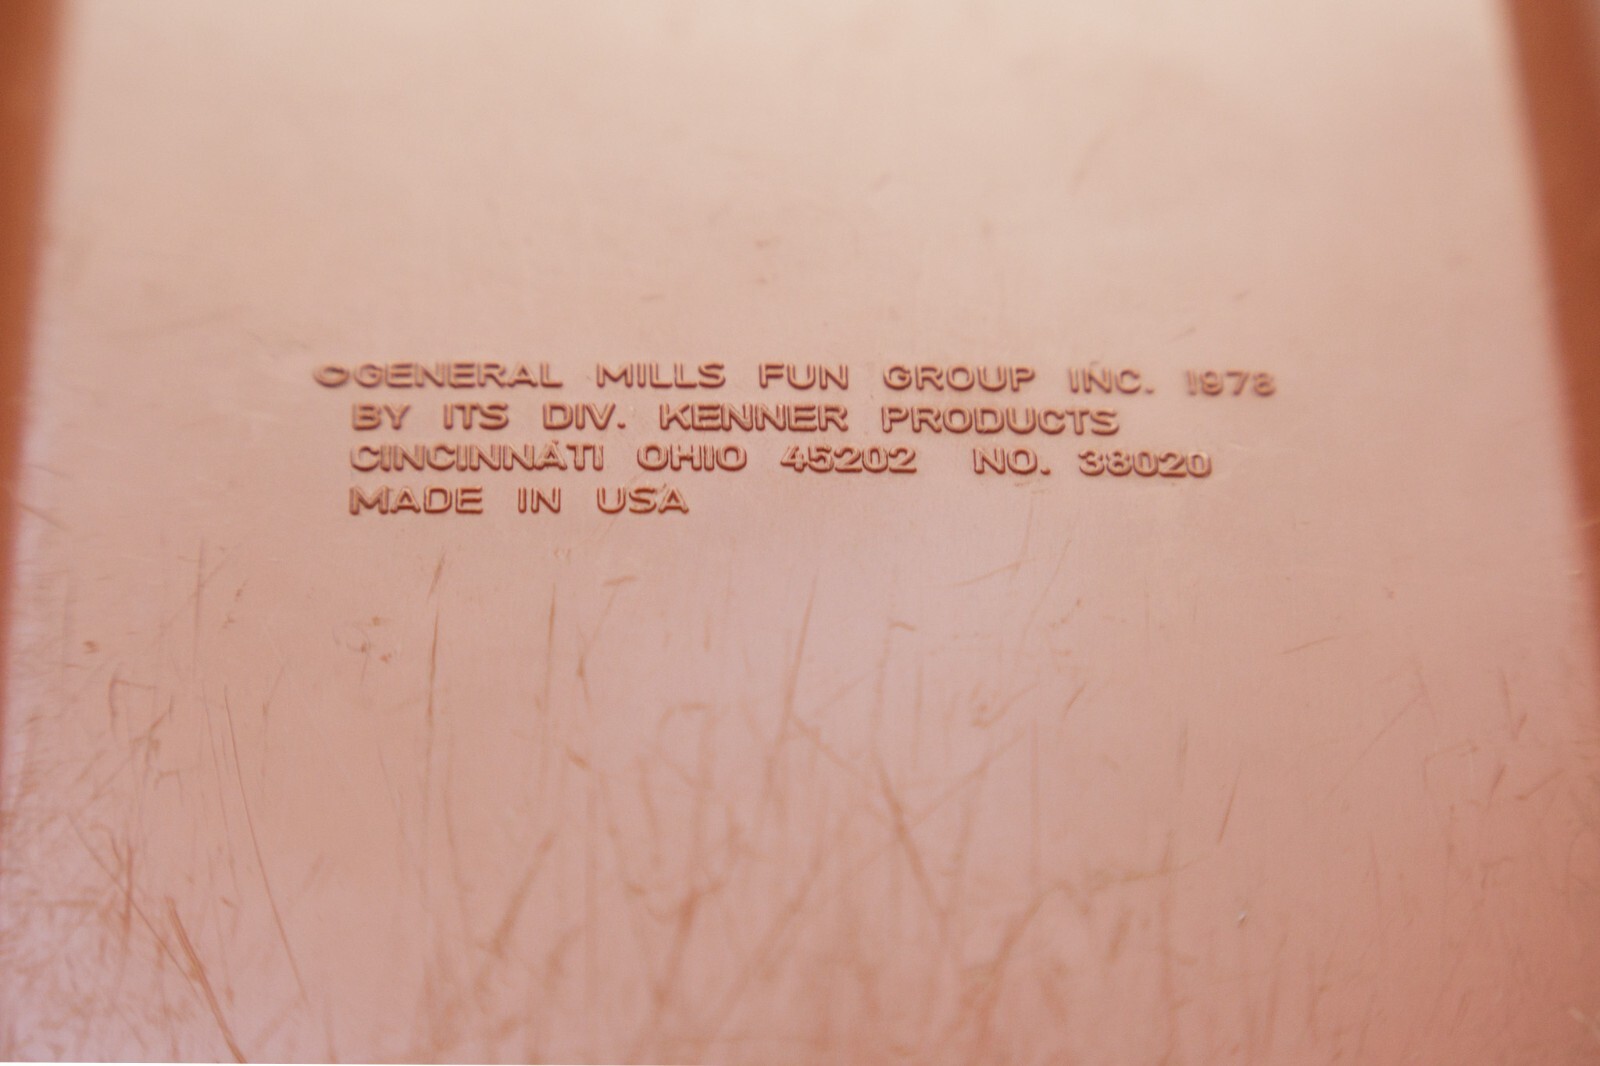 ©GENERAL MILLS FUN GROUP INC. 1978
BY ITS DIV. KENNER PRODUCTS
CINCINNATI OHIO 45202 NO. 38020
MADE IN USA